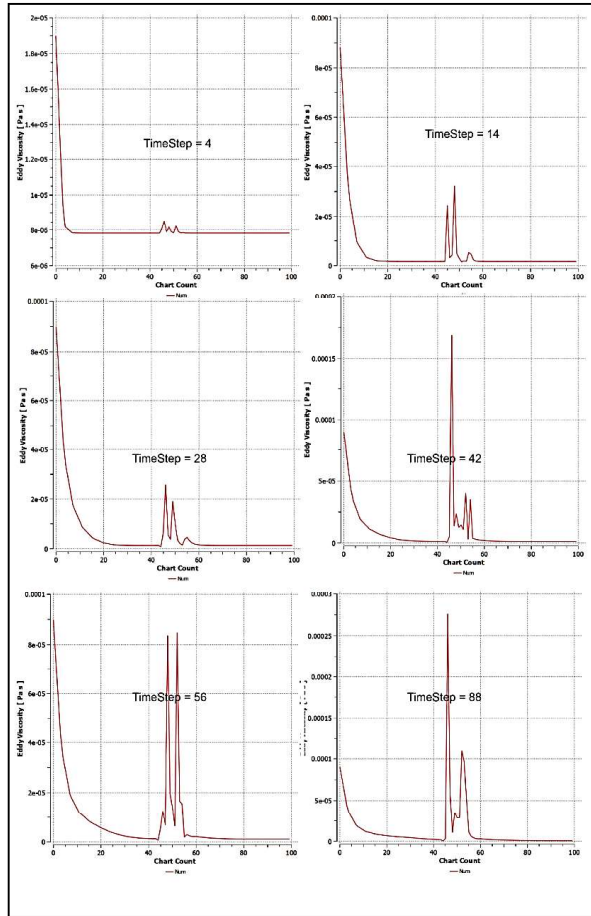 2e-05
1.8e-05
1.6e-05
1.4e-05
1.2e-05
1e-05
8e-06
6e-06
Eddy Viscosity [ Pa s ]
TimeStep = 4
0 20 40 60 80 100
Chart Count
Num
0.0001
8e-05
6e-05
4e-05
2e-05
0
Eddy Viscosity [ Pa s ]
TimeStep = 14
0 20 40 60 80 100
Chart Count
Num
0.0001
8e-05
6e-05
4e-05
2e-05
0
Eddy Viscosity [ Pa s ]
TimeStep = 28
0 20 40 60 80 100
Chart Count
Num
0.0002
0.00015
0.0001
5e-05
0
Eddy Viscosity [ Pa s ]
TimeStep = 42
0 20 40 60 80 100
Chart Count
Num
0.0001
8e-05
6e-05
4e-05
2e-05
0
Eddy Viscosity [ Pa s ]
TimeStep = 56
0 20 40 60 80 100
Chart Count
Num
0.0003
0.00025
0.0002
0.00015
0.0001
5e-05
0
TimeStep = 88
0 20 40 60 80 100
Chart Count
Num